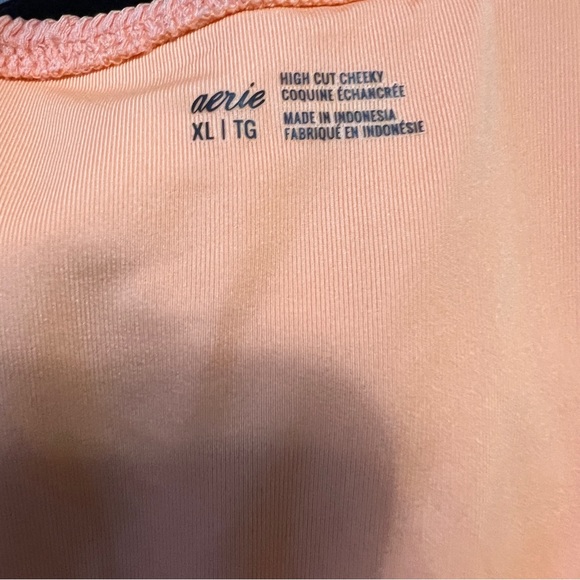 aerie
XL | TG
HIGH CUT CHEEKY
COQUINE ÉCHANCRÉE
MADE IN INDONESIA
FABRIQUÉ EN INDONÉSIE